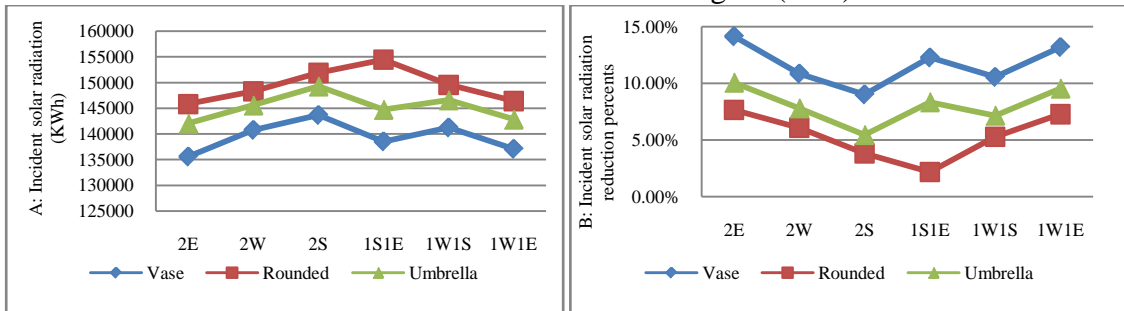 A: Incident solar radiation
(KWh)
160000
155000
150000
145000
140000
135000
130000
125000
2E 2W 2S 1S1E 1W1S 1W1E
Vase Rounded Umbrella
B: Incident solar radiation
reduction percents
15.00%
10.00%
5.00%
0.00%
2E 2W 2S 1S1E 1W1S 1W1E
Vase Rounded Umbrella